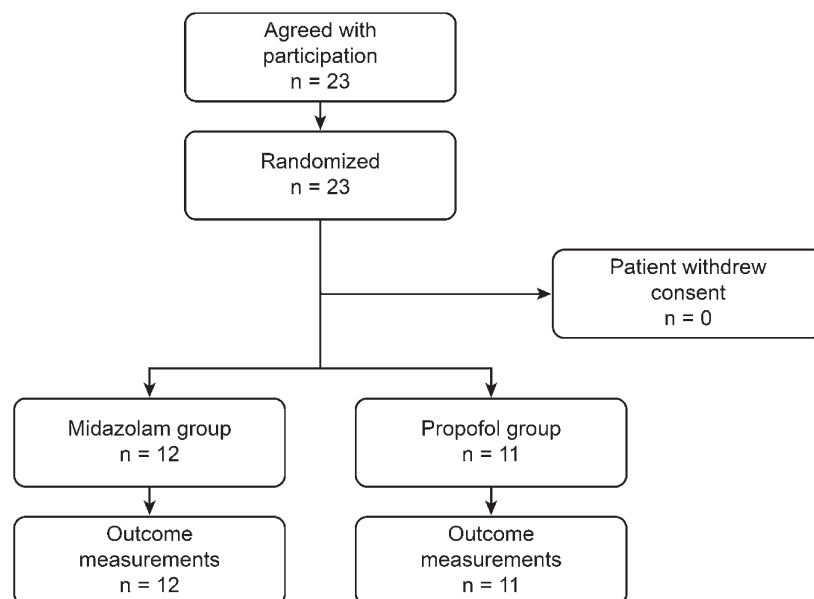 Agreed with
participation
n = 23
Randomized
n = 23
Patient withdrew
consent
n = 0
Midazolam group
n = 12
Propofol group
n = 11
Outcome
measurements
n = 12
Outcome
measurements
n = 11